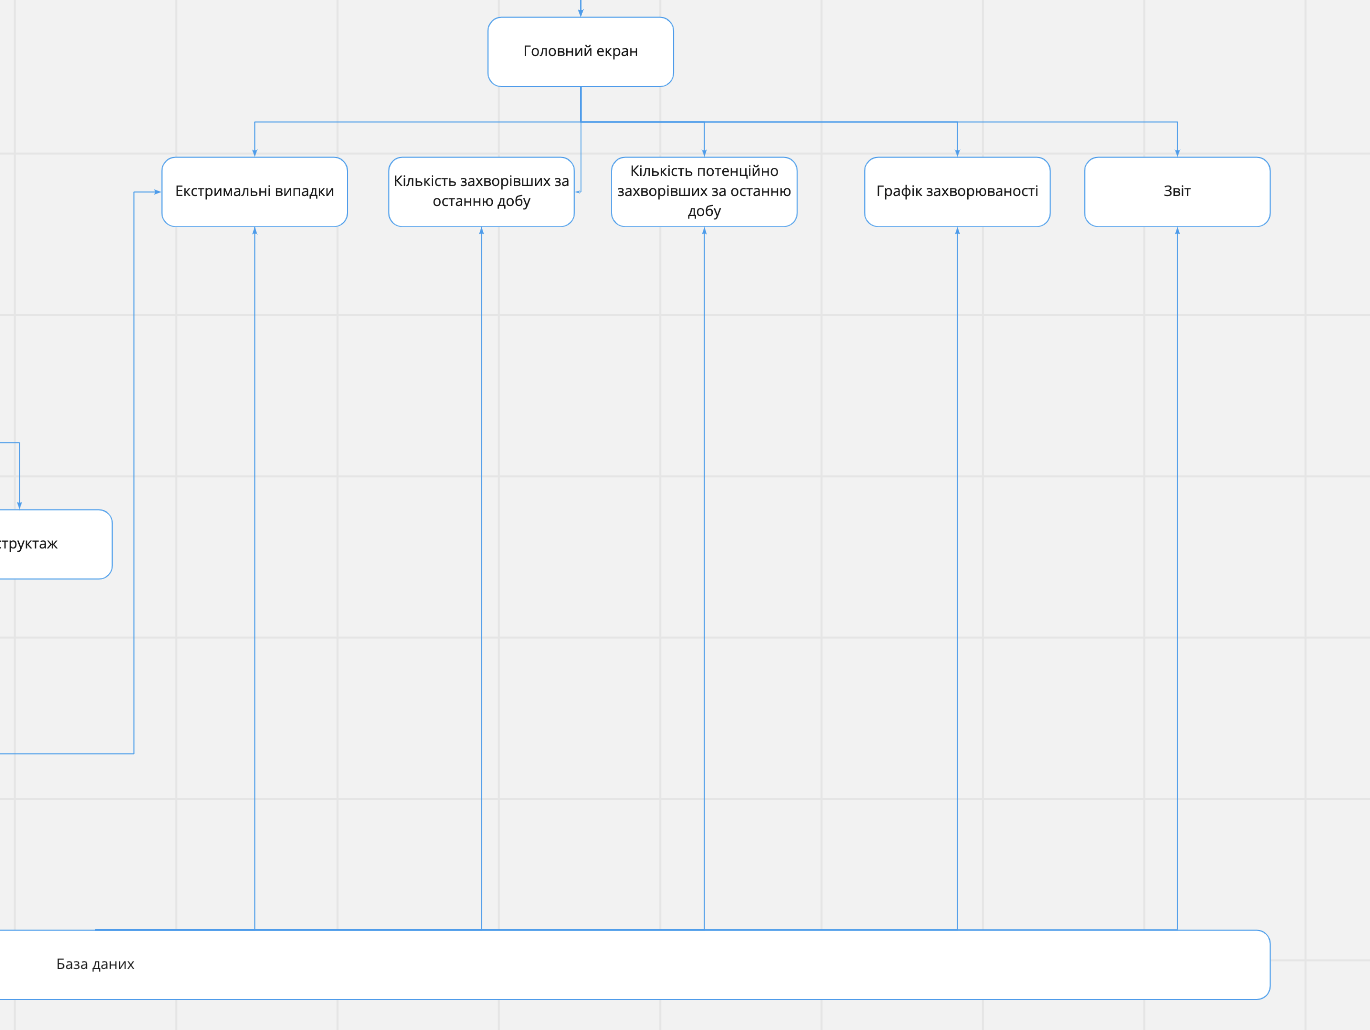 Головний екран
Екстримальні випадки
Кількість захворівших за
останню добу
Кількість потенційно
захворівших за останню
добу
Графік захворюваності
Звіт
структаж
База даних